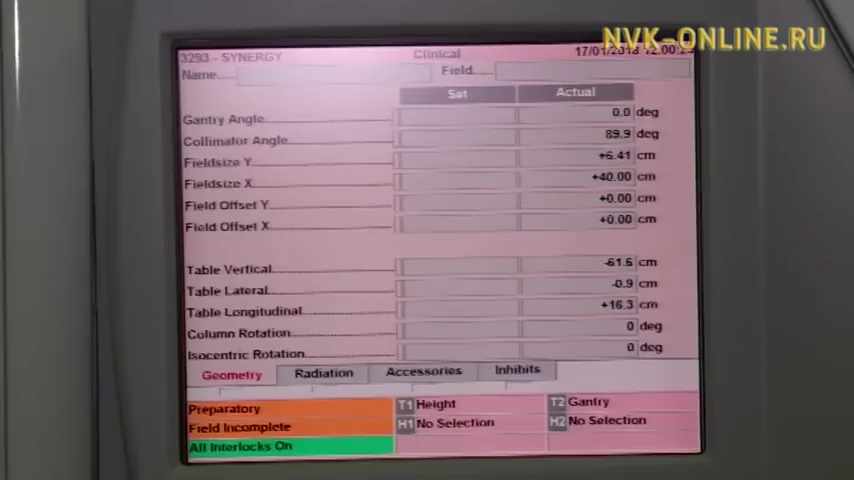 NVK-ONLINE.RU
3293 - SYNERGY Clinical 17/01/2018 12:00:2
Name Field
Set Actual
Gantry Angle 0.0 deg
Collimator Angle 89.9 deg
Fieldsize Y +6.41 cm
Fieldsize X +40.00 cm
Field Offset Y +0.00 cm
Field Offset X +0.00 cm
Table Vertical -61.6 cm
Table Lateral -0.9 cm
Table Longitudinal +16.3 cm
Column Rotation 0 deg
Isocentric Rotation 0 deg
Geometry Radiation Accessories Inhibits
Preparatory T1 Height T2 Gantry
Field Incomplete H1 No Selection H2 No Selection
All Interlocks On